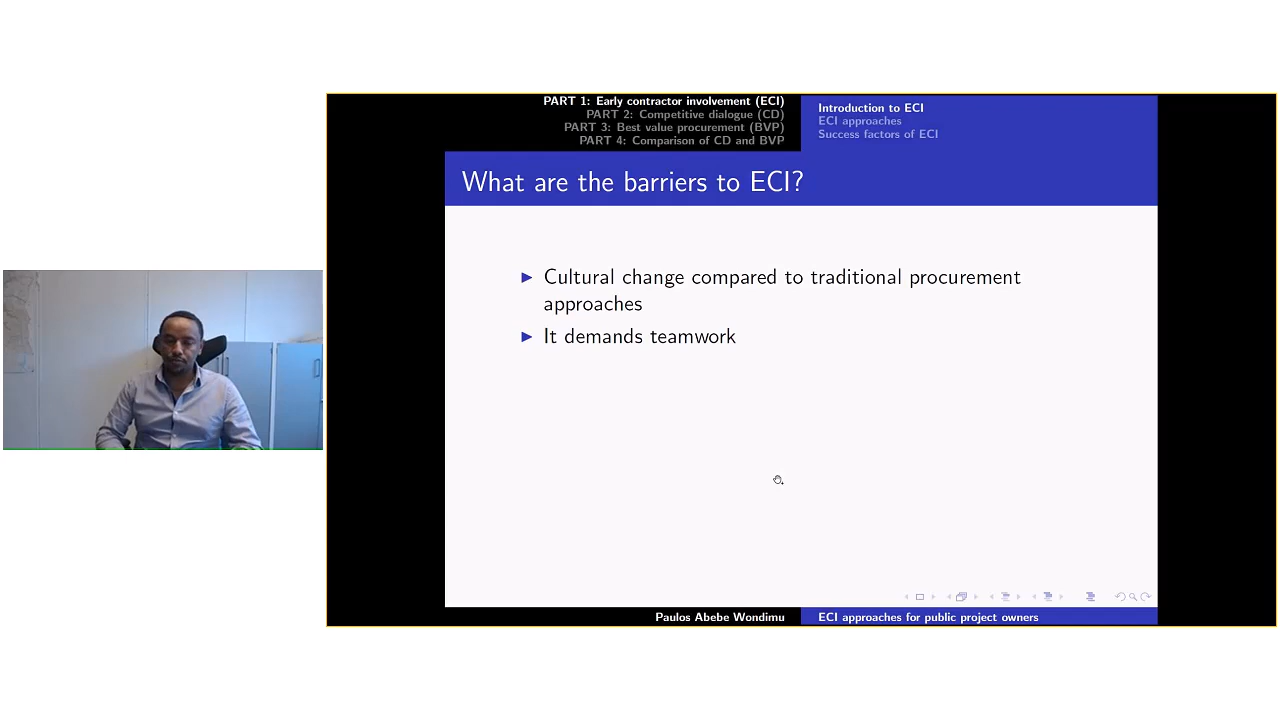 PART 1: Early contractor involvement (ECI)
PART 2: Competitive dialogue (CD)
PART 3: Best value procurement (BVP)
PART 4: Comparison of CD and BVP
Introduction to ECI
ECI approaches
Success factors of ECI
What are the barriers to ECI?
Cultural change compared to traditional procurement
approaches
It demands teamwork
Paulos Abebe Wondimu
ECI approaches for public project owners